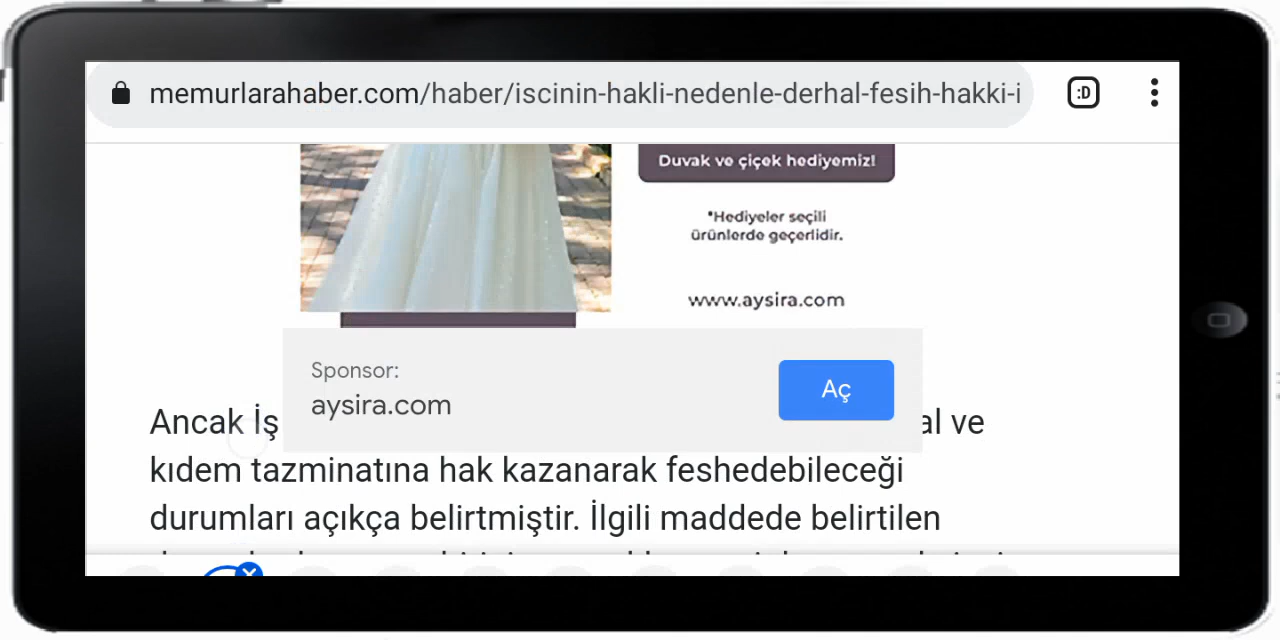 memurlarahaber.com/haber/iscinin-hakli-nedenle-derhal-fesih-hakki-i
:D
Duvak ve çiçek hediyemiz!
*Hediyeler seçili
ürünlerde geçerlidir.
www.aysira.com
Sponsor:
aysira.com
Aç
Ancak İş al ve
kıdem tazminatına hak kazanarak feshedebileceği
durumları açıkça belirtmiştir. İlgili maddede belirtilen